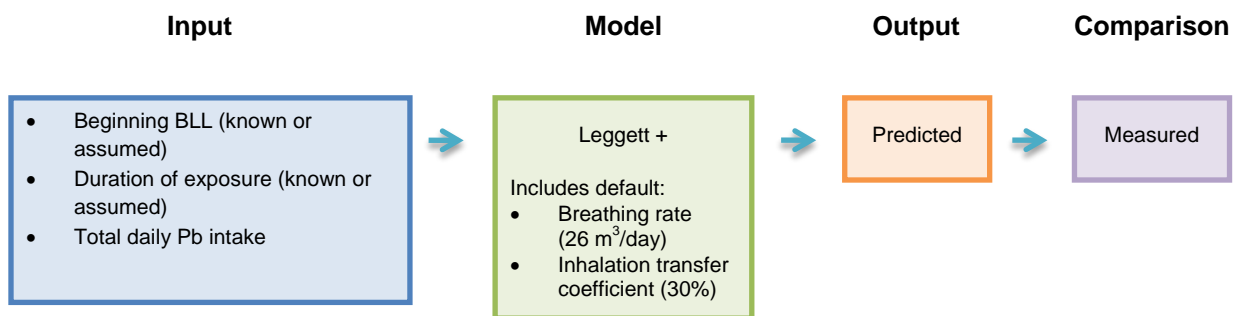 Input
Model
Output
Comparison
• Beginning BLL (known or
assumed)
• Duration of exposure (known or
assumed)
• Total daily Pb intake
Leggett +
Includes default:
• Breathing rate
(26 m³/day)
• Inhalation transfer
coefficient (30%)
Predicted
Measured